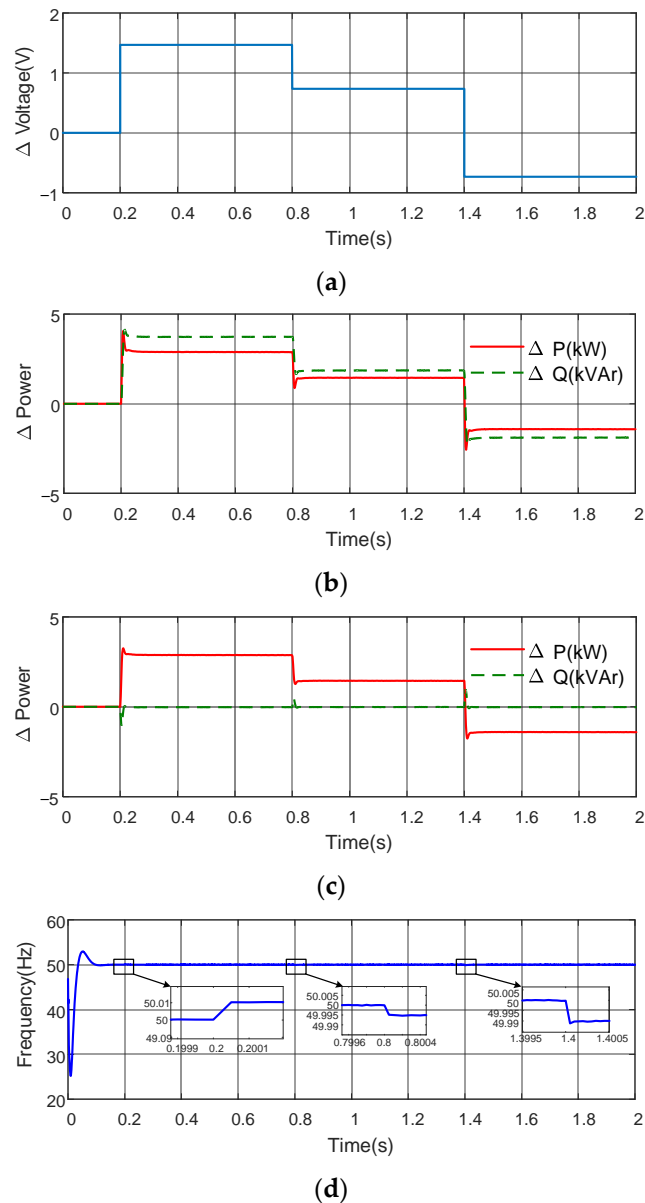 2
1
0
−1
Δ Voltage(V)
0 0.2 0.4 0.6 0.8 1 1.2 1.4 1.6 1.8 2
Time(s)
(a)
5
0
−5
Δ Power
Δ P(kW)
Δ Q(kVAr)
0 0.2 0.4 0.6 0.8 1 1.2 1.4 1.6 1.8 2
Time(s)
(b)
5
0
−5
Δ Power
Δ P(kW)
Δ Q(kVAr)
0 0.2 0.4 0.6 0.8 1 1.2 1.4 1.6 1.8 2
Time(s)
(c)
60
50
40
30
20
Frequency(Hz)
50.01
50
49.09
0.1999 0.2 0.2001
50.005
50
49.995
49.99
0.7996 0.8 0.8004
50.005
50
49.995
49.99
1.3995 1.4 1.4005
0 0.2 0.4 0.6 0.8 1 1.2 1.4 1.6 1.8 2
Time(s)
(d)